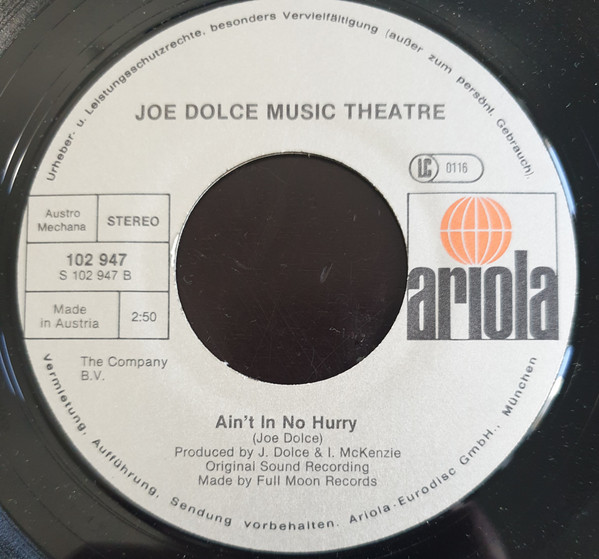 Urheber- u. Leistungsschutzrechte, besonders Vervielfältigung (außer zum persönl. Gebrauch),
JOE DOLCE MUSIC THEATRE
LC 0116
Austro
Mechana
STEREO
102 947
S 102 947 B
Made
in Austria
2:50
ariola
The Company
B.V.
Ain't In No Hurry
(Joe Dolce)
Produced by J. Dolce & I. McKenzie
Original Sound Recording
Made by Full Moon Records
Vermietung, Aufführung, Sendung vorbehalten. Ariola-Eurodisc GmbH., München